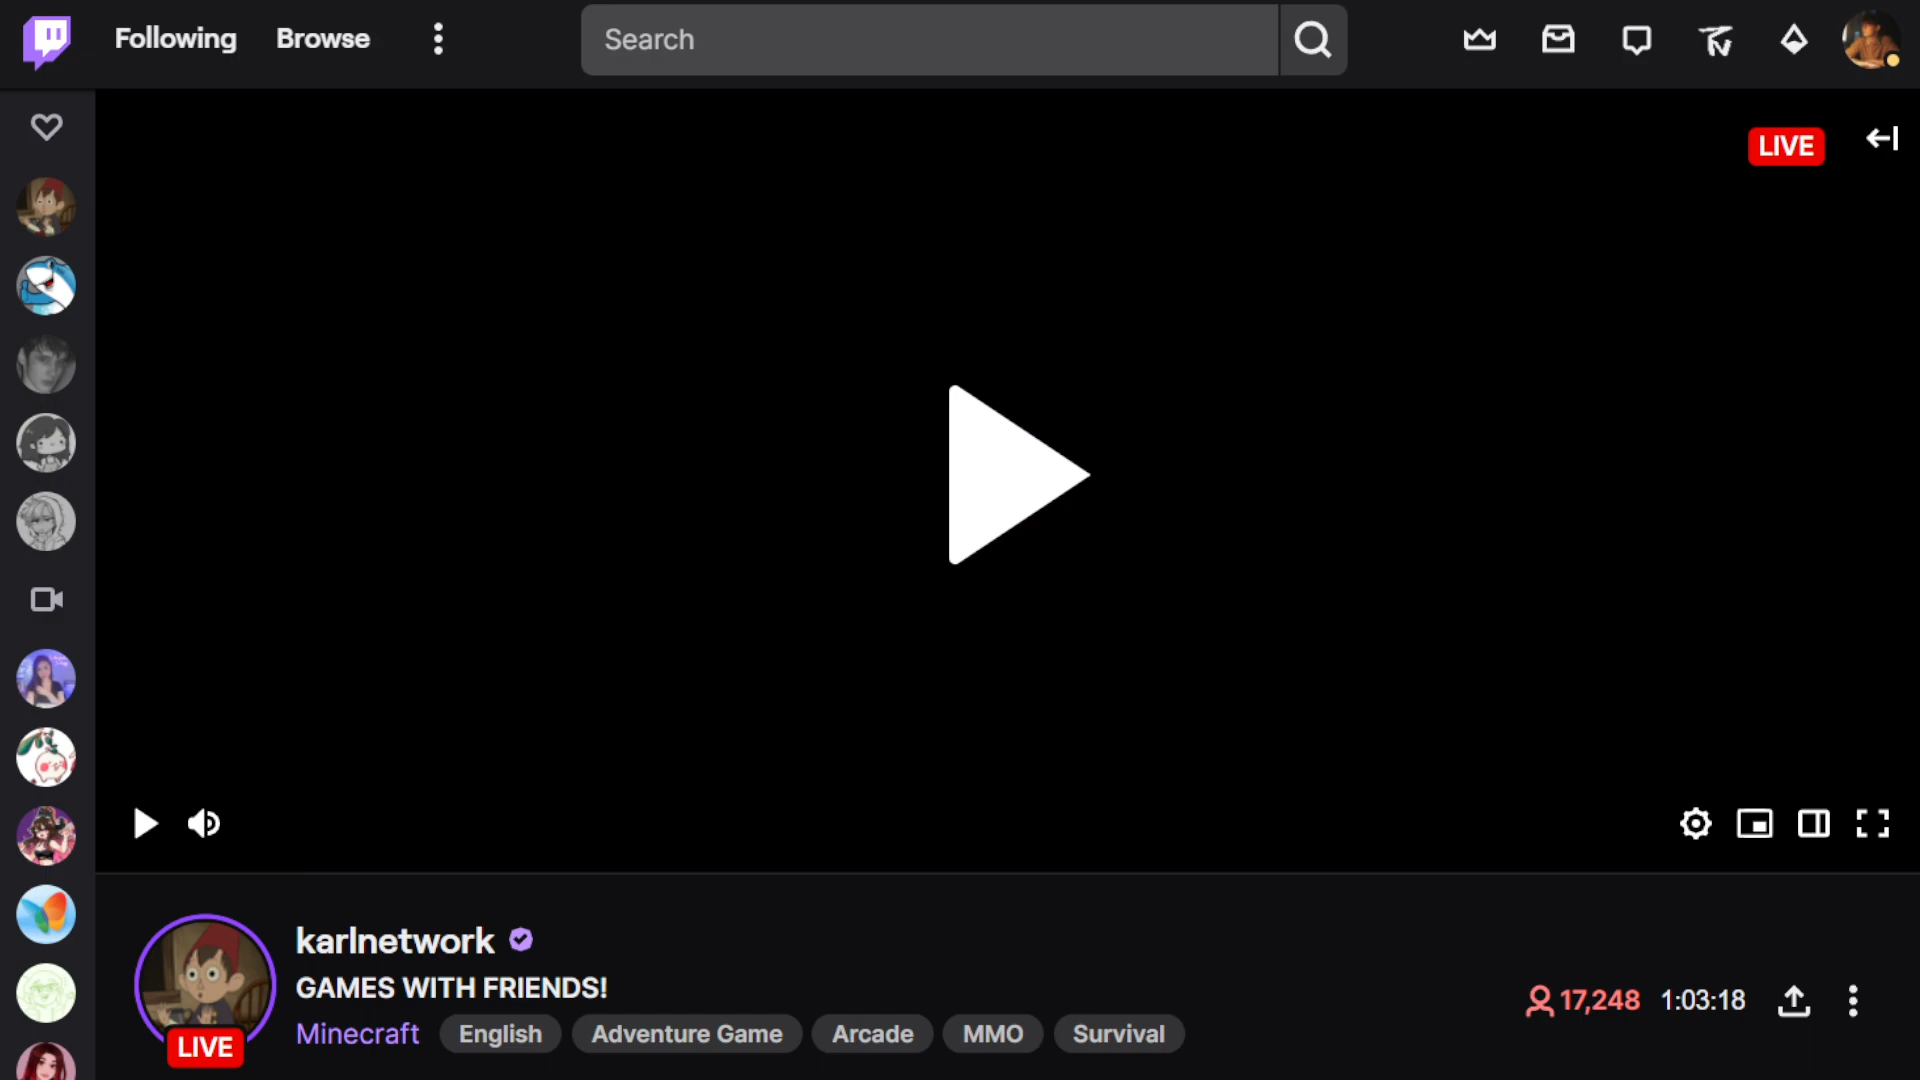 Following
Browse
Search
LIVE
karlnetwork
GAMES WITH FRIENDS!
Minecraft
English
Adventure Game
Arcade
MMO
Survival
LIVE
17,248
1:03:18